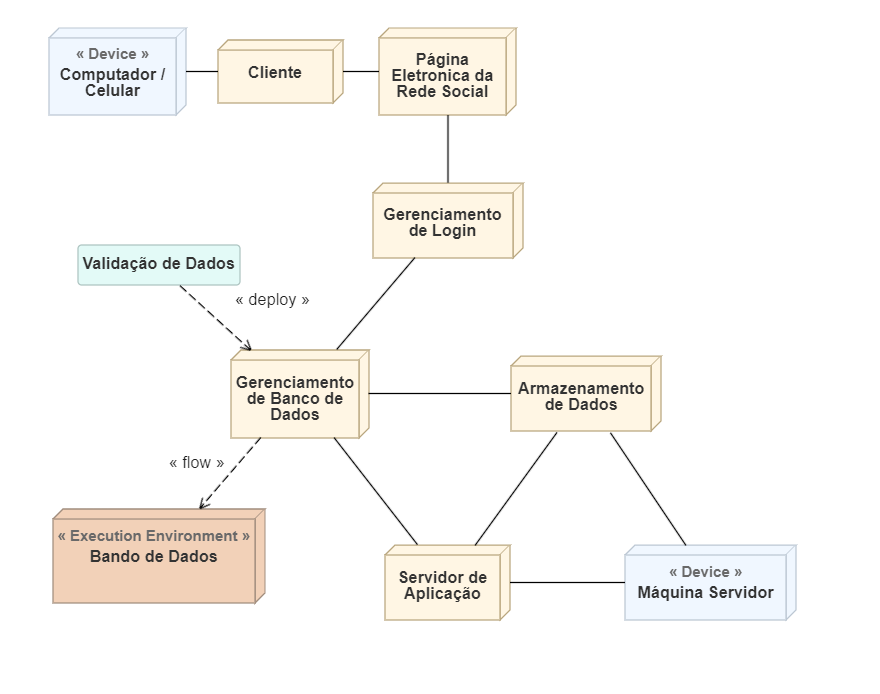 « Device »
Computador /
Celular
Cliente
Página
Eletronica da
Rede Social
Gerenciamento
de Login
Validação de Dados
« deploy »
Gerenciamento
de Banco de
Dados
Armazenamento
de Dados
« flow »
« Execution Environment »
Bando de Dados
Servidor de
Aplicação
« Device »
Máquina Servidor